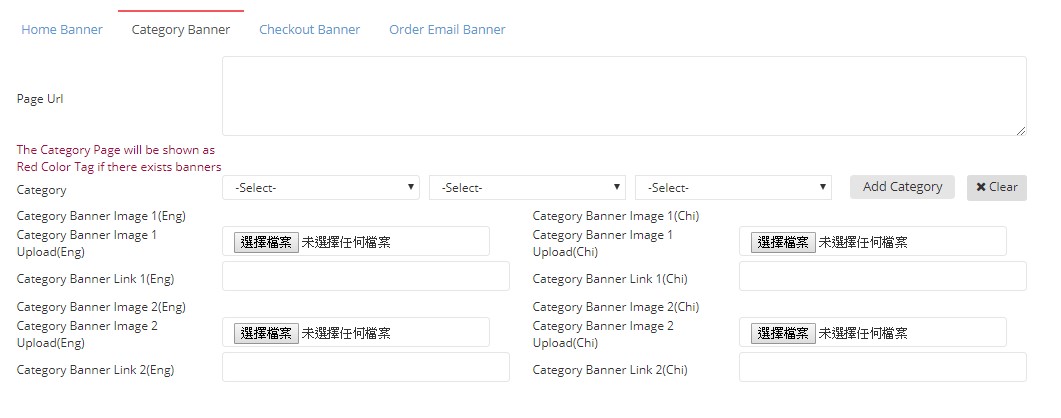 Home Banner Category Banner Checkout Banner Order Email Banner
Page Url
The Category Page will be shown as
Red Color Tag if there exists banners
Category -Select- -Select- -Select- Add Category ✖ Clear
Category Banner Image 1(Eng) Category Banner Image 1(Chi)
Category Banner Image 1
Upload(Eng) 選擇檔案 未選擇任何檔案 Category Banner Image 1
Upload(Chi) 選擇檔案 未選擇任何檔案
Category Banner Link 1(Eng) Category Banner Link 1(Chi)
Category Banner Image 2(Eng) Category Banner Image 2(Chi)
Category Banner Image 2
Upload(Eng) 選擇檔案 未選擇任何檔案 Category Banner Image 2
Upload(Chi) 選擇檔案 未選擇任何檔案
Category Banner Link 2(Eng) Category Banner Link 2(Chi)